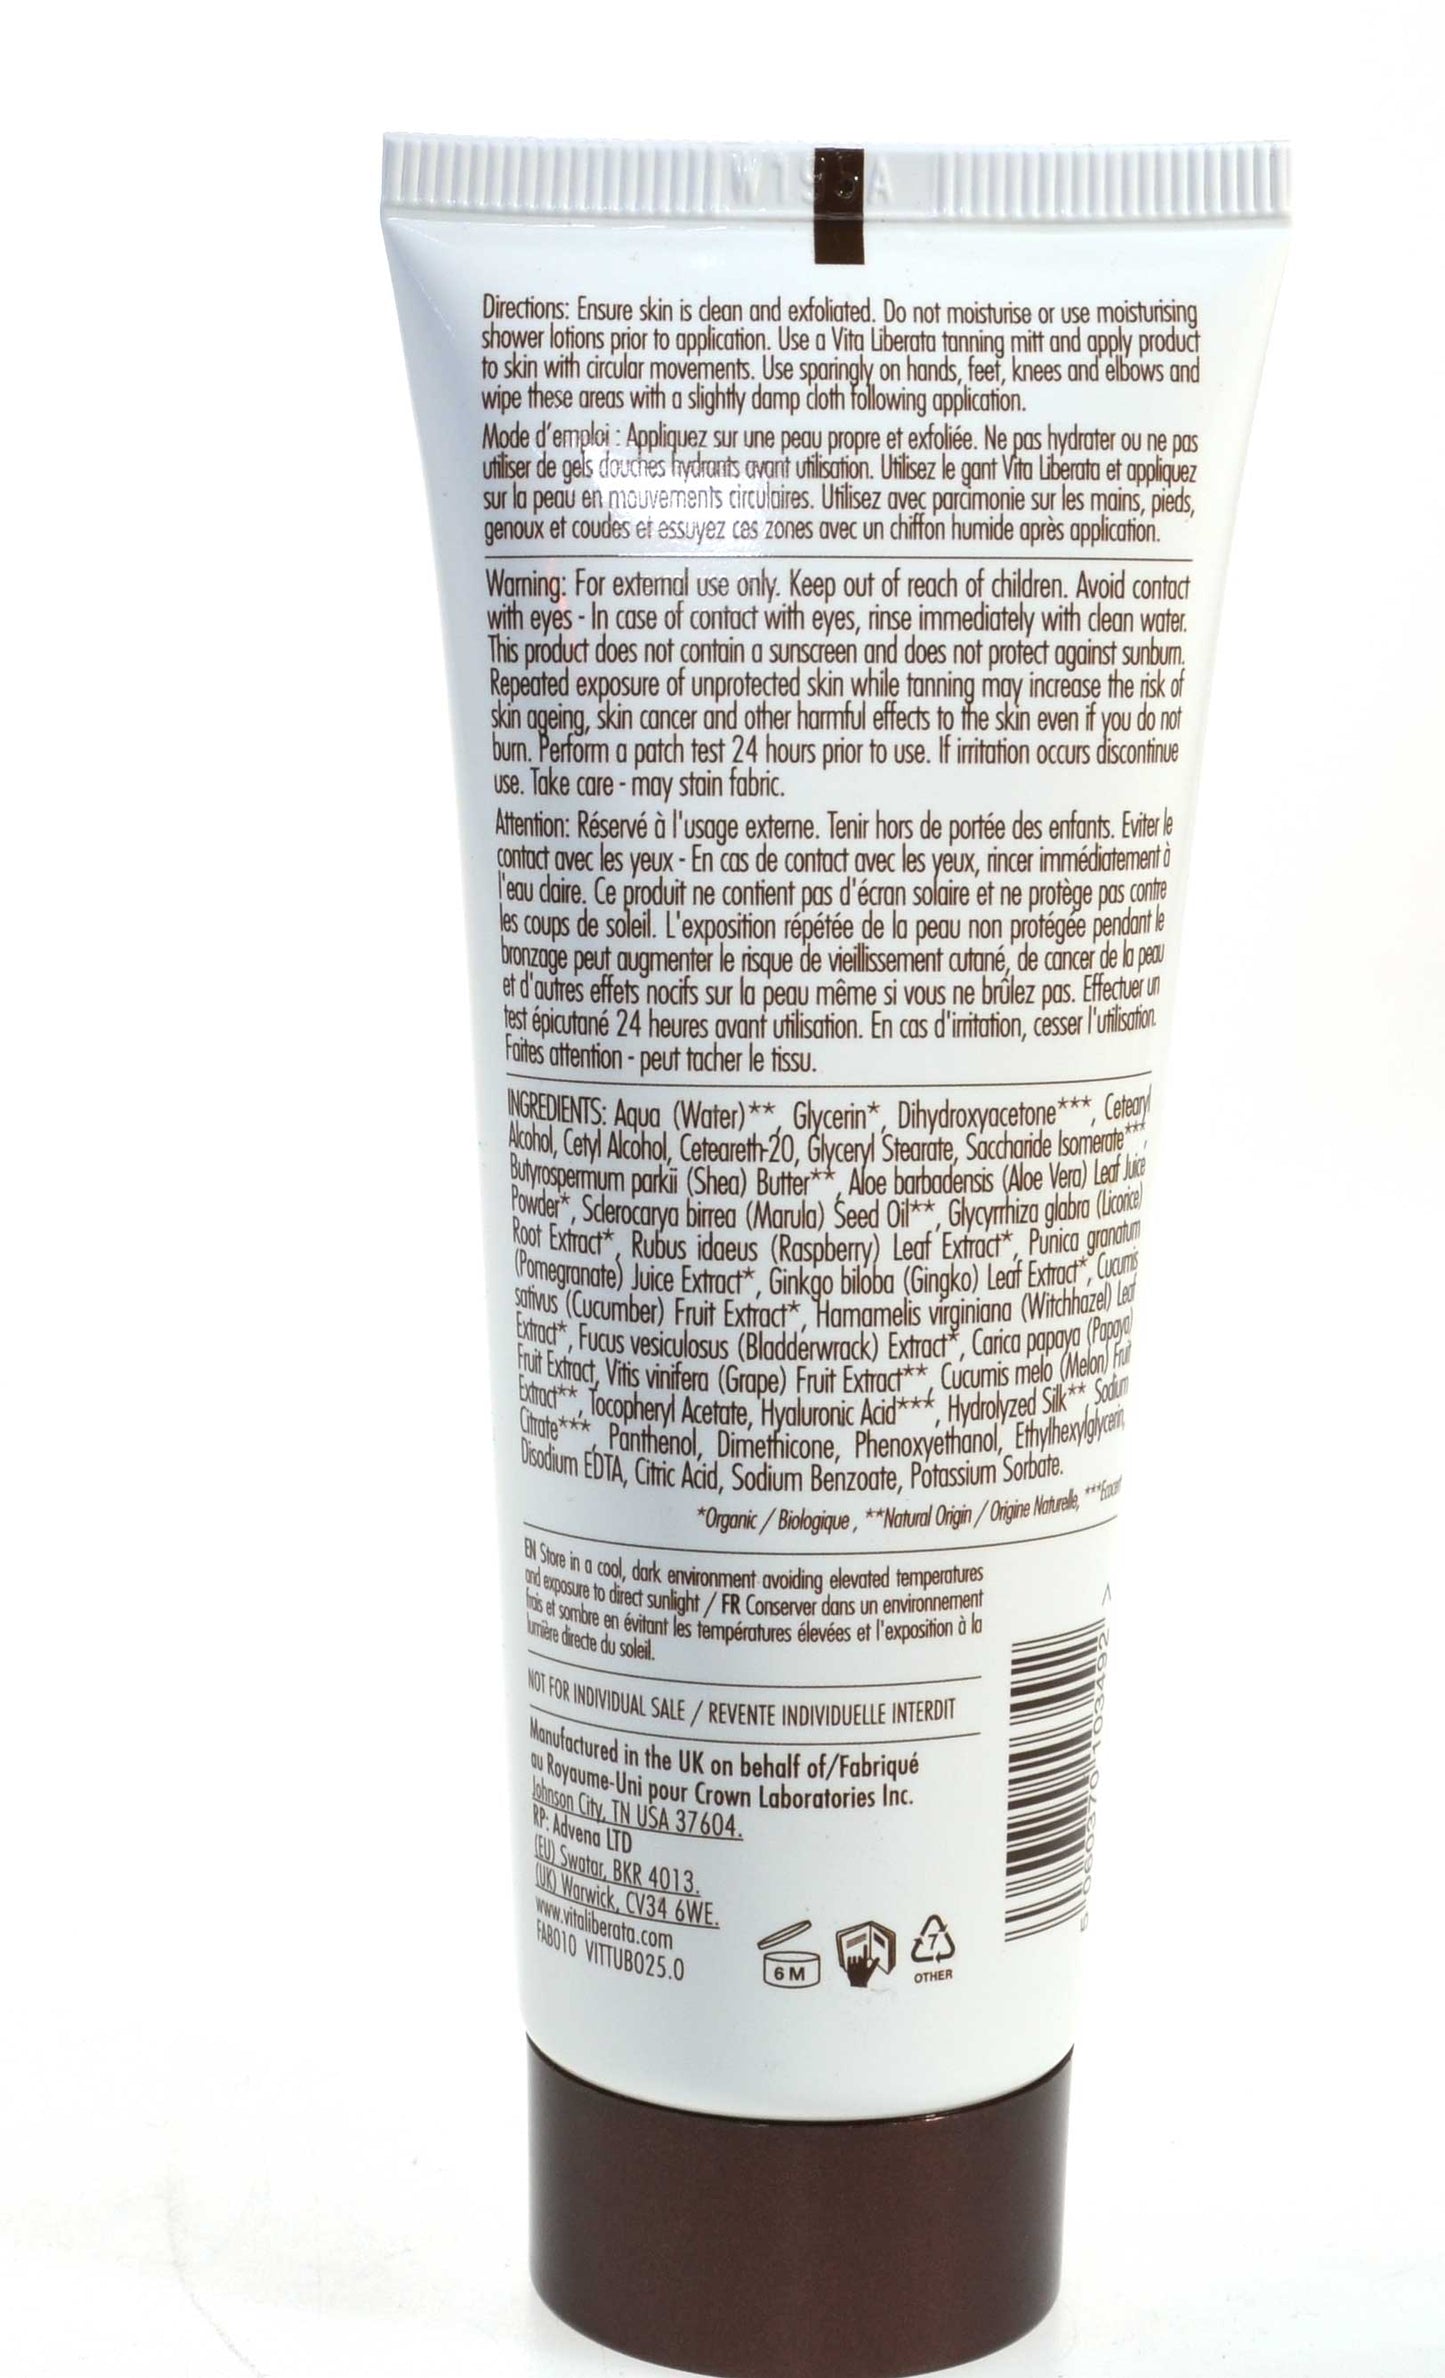 Directions: Ensure skin is clean and exfoliated. Do not moisturise or use moisturising
shower lotions prior to application. Use a Vita Liberata tanning mitt and apply product
to skin with circular movements. Use sparingly on hands, feet, knees and elbows and
wipe these areas with a slightly damp cloth following application.
Mode d'emploi : Appliquez sur une peau propre et exfoliée. Ne pas hydrater ou ne pas
utiliser de gels douches hydrants avant utilisation. Utilisez le gant Vita Liberata et appliquez
sur la peau en mouvements circulaires. Utilisez avec parcimonie sur les mains, pieds,
genoux et coudes et essuyez ces zones avec un chiffon humide après application.
Warning: For external use only. Keep out of reach of children. Avoid contact
with eyes - In case of contact with eyes, rinse immediately with clean water.
This product does not contain a sunscreen and does not protect against sunburn.
Repeated exposure of unprotected skin while tanning may increase the risk of
skin ageing, skin cancer and other harmful effects to the skin even if you do not
burn. Perform a patch test 24 hours prior to use. If irritation occurs discontinue
use. Take care - may stain fabric.
Attention: Réservé à l'usage externe. Tenir hors de portée des enfants. Eviter le
contact avec les yeux - En cas de contact avec les yeux, rincer immédiatement à
l'eau claire. Ce produit ne contient pas d'écran solaire et ne protège pas contre
les coups de soleil. L'exposition répétée de la peau non protégée pendant le
bronzage peut augmenter le risque de vieillissement cutané, de cancer de la peau
et d'autres effets nocifs sur la peau même si vous ne brûlez pas. Effectuer un
test épicutané 24 heures avant utilisation. En cas d'irritation, cesser l'utilisation.
Faites attention - peut tacher le tissu.
INGREDIENTS: Aqua (Water)**, Glycerin*, Dihydroxyacetone***, Cetearyl
Alcohol, Cetyl Alcohol, Ceteareth-20, Glyceryl Stearate, Saccharide Isomerate***,
Butyrospermum parkii (Shea) Butter**, Aloe barbadensis (Aloe Vera) Leaf Juice
Powder*, Sclerocarya birrea (Marula) Seed Oil**, Glycyrrhiza glabra (Licorice)
Root Extract*, Rubus idaeus (Raspberry) Leaf Extract*, Punica granatum
(Pomegranate) Juice Extract*, Ginkgo biloba (Gingko) Leaf Extract*, Cucumis
sativus (Cucumber) Fruit Extract*, Hamamelis virginiana (Witchhazel) Leaf
Extract*, Fucus vesiculosus (Bladderwrack) Extract*, Carica papaya (Papaya)
Fruit Extract, Vitis vinifera (Grape) Fruit Extract**, Cucumis melo (Melon) Fruit
Extract**, Tocopheryl Acetate, Hyaluronic Acid***, Hydrolyzed Silk** Sodium
Citrate***, Panthenol, Dimethicone, Phenoxyethanol, Ethylhexylglycerin,
Disodium EDTA, Citric Acid, Sodium Benzoate, Potassium Sorbate.
*Organic / Biologique, **Natural Origin / Origine Naturelle,
EN Store in a cool, dark environment avoiding elevated temperatures
and exposure to direct sunlight / FR Conserver dans un environnement
frais et sombre en évitant les températures élevées et l'exposition à la
lumière directe du soleil.
NOT FOR INDIVIDUAL SALE / REVENTE INDIVIDUELLE INTERDIT
Manufactured in the UK on behalf of/Fabriqué
au Royaume-Uni pour Crown Laboratories Inc.
Johnson City, TN USA 37604.
RP: Advena LTD
(EU) Swatar, BKR 4013.
(UK) Warwick, CV34 6WE.
www.vitaliberata.com
FAB010 VITTUB025.0
6 M
7
OTHER
5 060370 103492 >